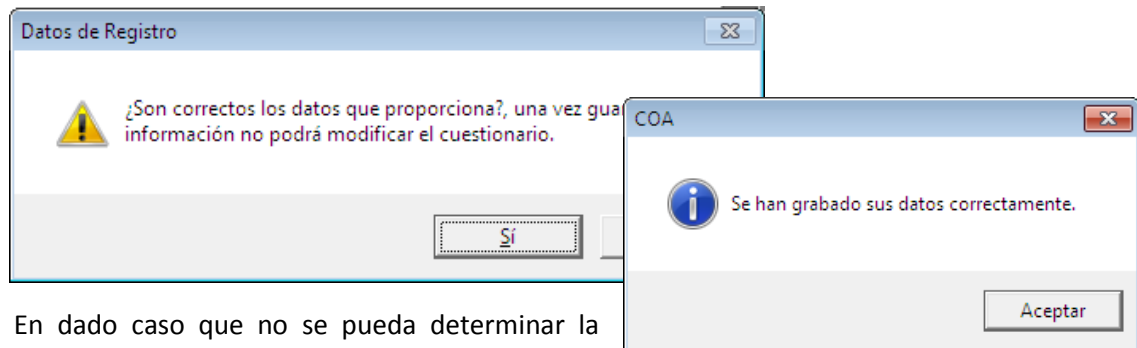 Datos de Registro
¿Son correctos los datos que proporciona?, una vez
información no podrá modificar el cuestionario.
Sí
COA
Se han grabado sus datos correctamente.
Aceptar
En dado caso que no se pueda determinar la